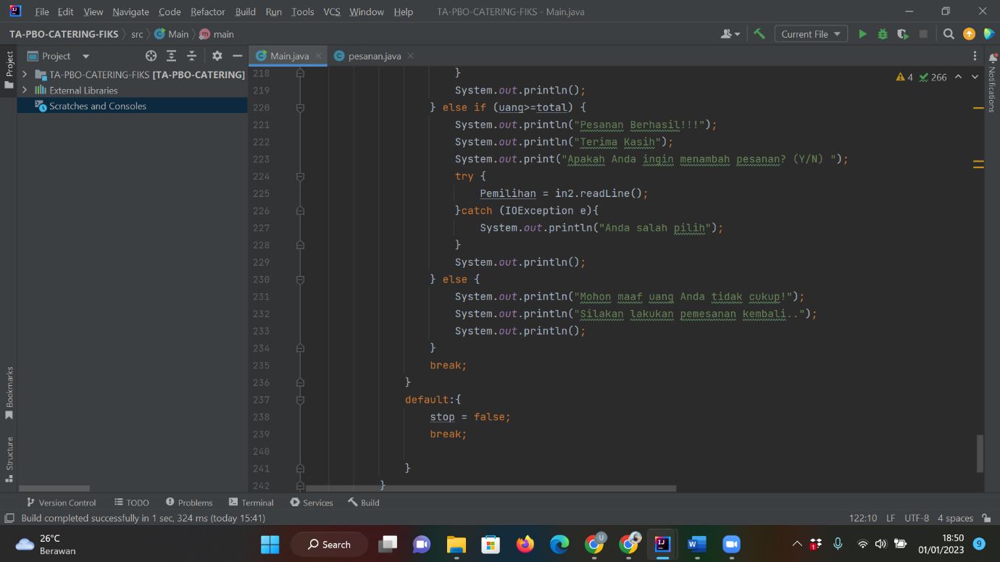 File Edit View Navigate Code Refactor Build Run Tools VCS Window Help TA-PBO-CATERING-FIKS - Main.java
TA-PBO-CATERING-FIKS src Main main Current File
Project
Project
Main.java
pesanan.java
TA-PBO-CATERING-FIKS [TA-PBO-CATERING]
External Libraries
Scratches and Consoles
4 266
Notifications
218 }
219 System.out.println();
220 } else if (uang>=total) {
221 System.out.println("Pesanan Berhasil!!!");
222 System.out.println("Terima Kasih");
223 System.out.print("Apakah Anda ingin menambah pesanan? (Y/N) ");
224 try {
225 Pemilihan = in2.readLine();
226 }catch (IOException e){
227 System.out.println("Anda salah pilih");
228 }
229 System.out.println();
230 } else {
231 System.out.println("Mohon maaf uang Anda tidak cukup!");
232 System.out.println("Silakan lakukan pemesanan kembali..");
233 System.out.println();
234 }
235 break;
236 }
237 default:{
238 stop = false;
239 break;
240
241 }
242 }
Bookmarks
Structure
Version Control TODO Problems Terminal Services Build
Build completed successfully in 1 sec, 324 ms (today 15:41) 122:10 LF UTF-8 4 spaces
26°C
Berawan
Search
18:50
01/01/2023
9